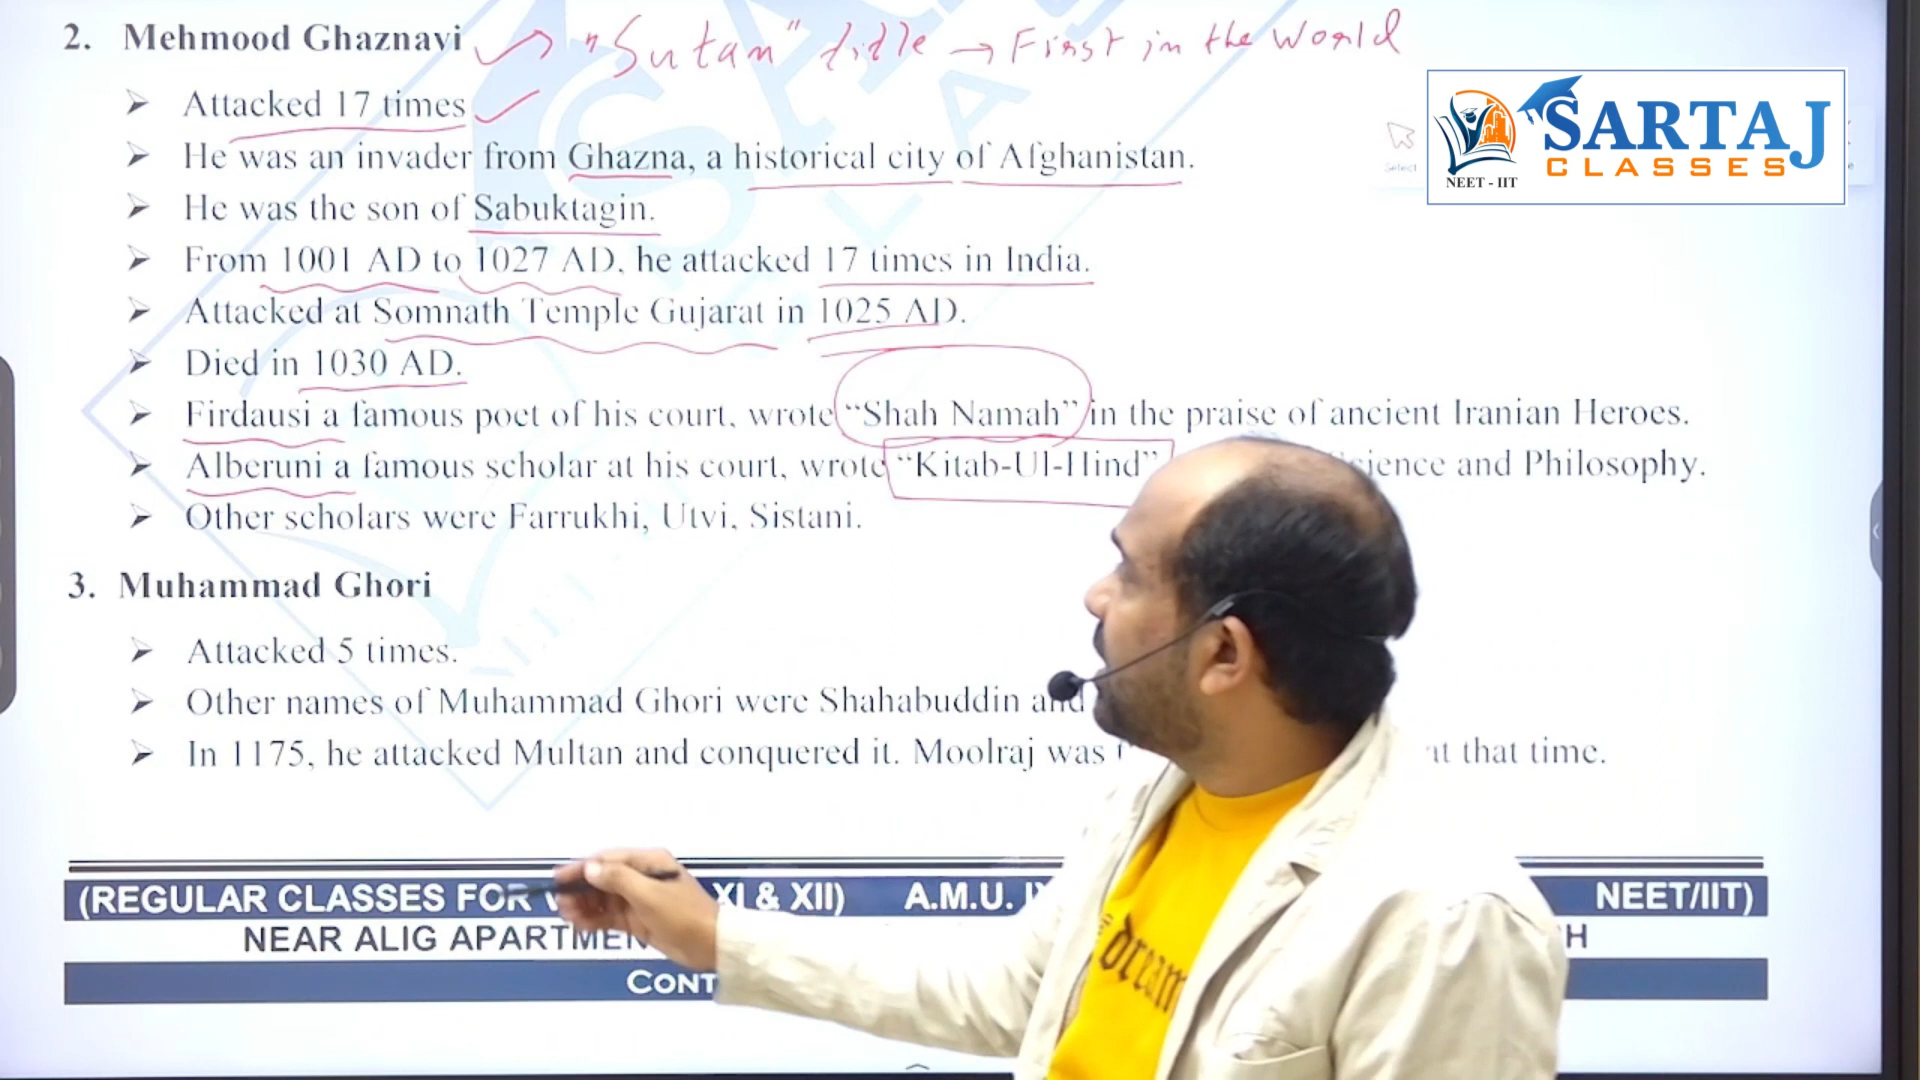 2. Mehmood Ghaznavi "Sutan" title → First in the World
➢ Attacked 17 times
➢ He was an invader from Ghazna, a historical city of Afghanistan.
➢ He was the son of Sabuktagin.
➢ From 1001 AD to 1027 AD, he attacked 17 times in India.
➢ Attacked at Somnath Temple Gujarat in 1025 AD.
➢ Died in 1030 AD.
➢ Firdausi a famous poet of his court, wrote “Shah Namah” in the praise of ancient Iranian Heroes.
➢ Alberuni a famous scholar at his court, wrote “Kitab-Ul-Hind” and Philosophy.
➢ Other scholars were Farrukhi, Utvi, Sistani.
3. Muhammad Ghori
➢ Attacked 5 times.
➢ Other names of Muhammad Ghori were Shahabuddin and
➢ In 1175, he attacked Multan and conquered it. Moolraj was at that time.
(REGULAR CLASSES FOR XI & XII) A.M.U. NEET/IIT)
NEAR ALIG
Select
SARTAJ
CLASSES
NEET - IIT
dream